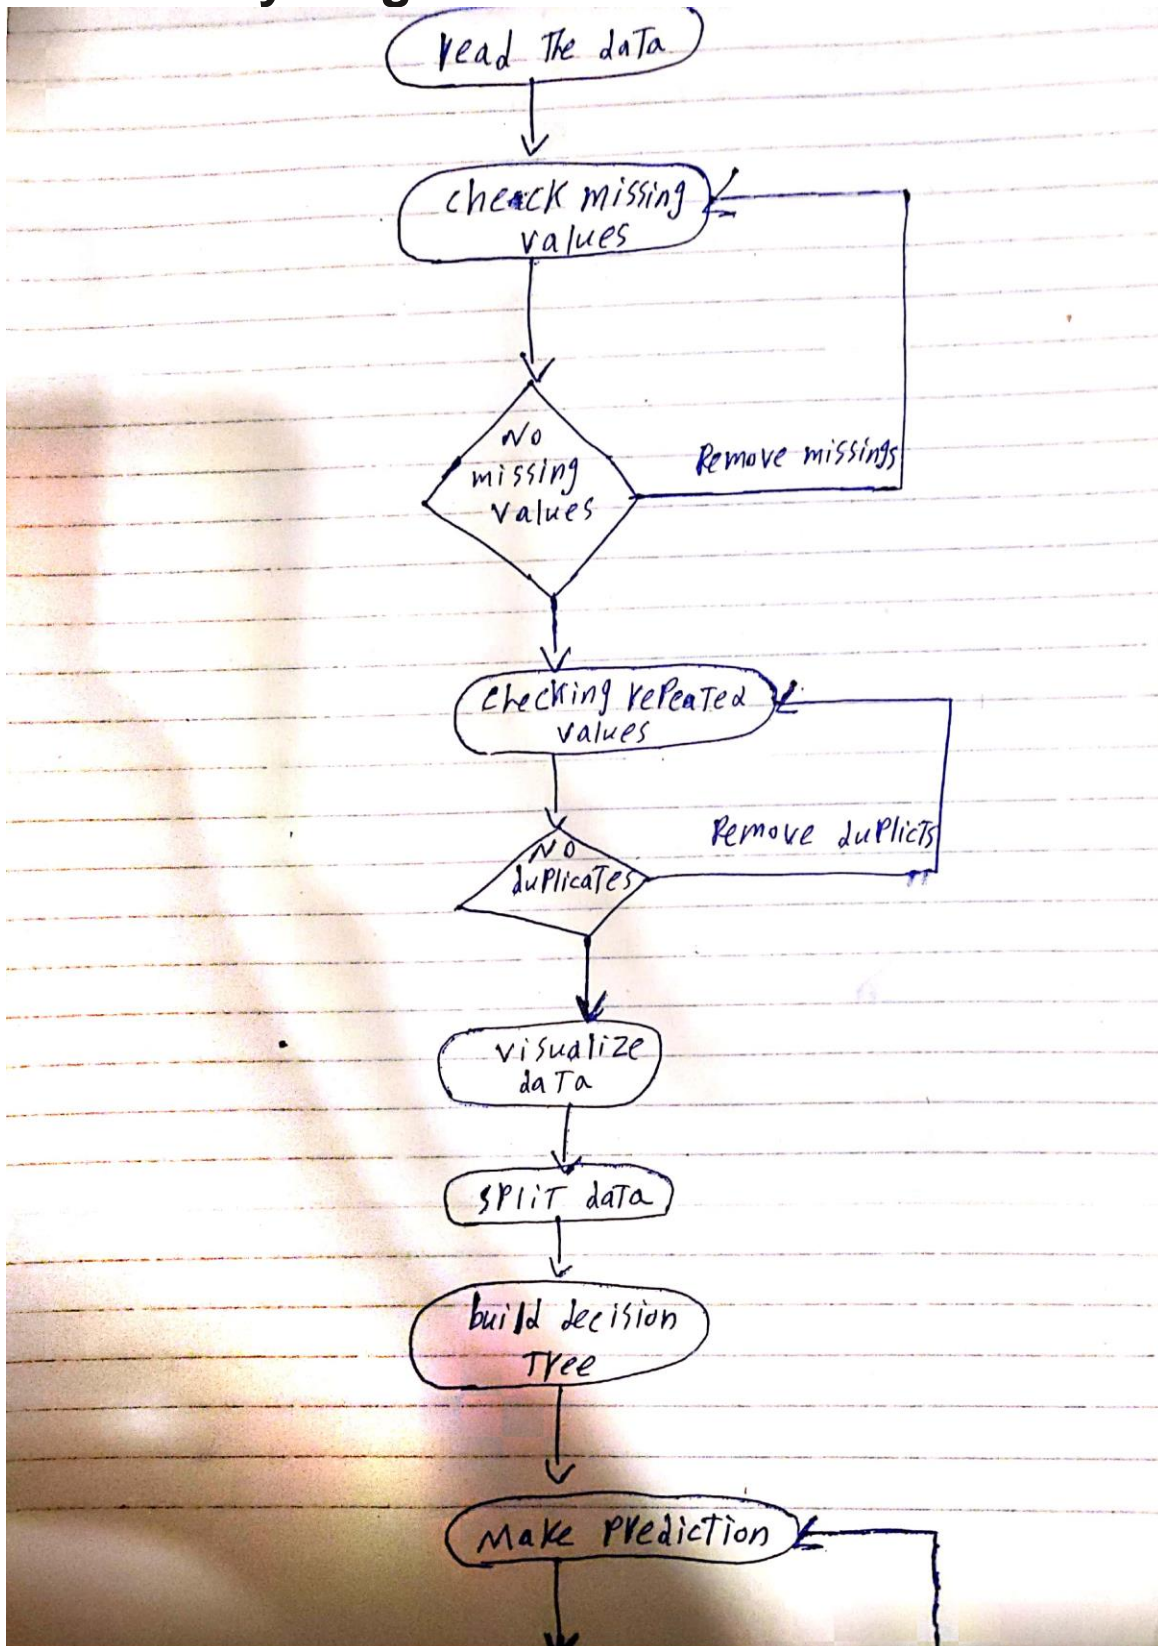 read The daTa
check missing
values
No
missing
values
Remove missings
checking rePeaTed
values
NO
duPlicaTes
Remove duPlicTs
visualize
daTa
SPliT daTa
build decision
Tree
Make PredicTion